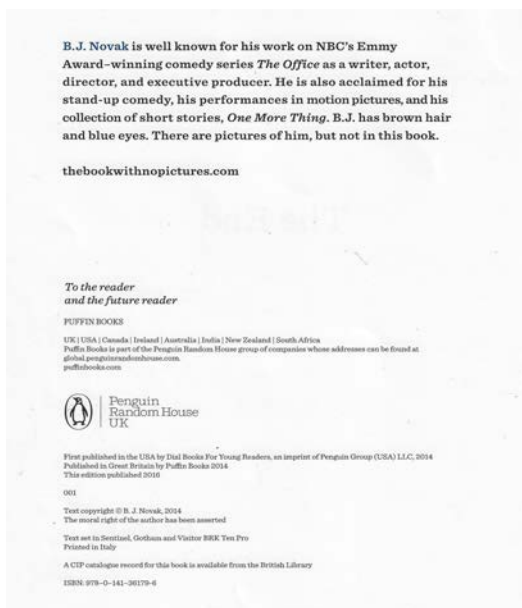 B.J. Novak is well known for his work on NBC's Emmy
Award–winning comedy series The Office as a writer, actor,
director, and executive producer. He is also acclaimed for his
stand-up comedy, his performances in motion pictures, and his
collection of short stories, One More Thing. B.J. has brown hair
and blue eyes. There are pictures of him, but not in this book.
thebookwithnopictures.com
The End
To the reader
and the future reader
PUFFIN BOOKS
UK | USA | Canada | Ireland | Australia | India | New Zealand | South Africa
Puffin Books is part of the Penguin Random House group of companies whose addresses can be found at
global.penguinrandomhouse.com.
puffinbooks.com
Penguin
Random House
UK
First published in the USA by Dial Books For Young Readers, an imprint of Penguin Group (USA) LLC, 2014
Published in Great Britain by Puffin Books 2014
This edition published 2016
001
Text copyright © B. J. Novak, 2014
The moral right of the author has been asserted
Text set in Sentinel, Gotham and Visitor BRK Ten Pro
Printed in Italy
A CIP catalogue record for this book is available from the British Library
ISBN: 978–0–141–36179–6